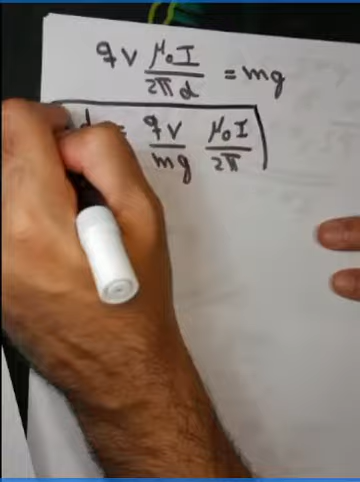 qv μ₀I / 2πd = mg
d = qv / mg μ₀I / 2π